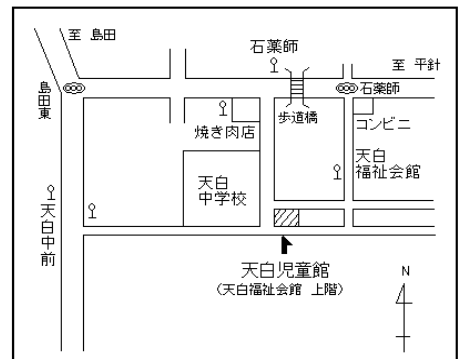 至 島田
石薬師
至 平針
島田東
石薬師
歩道橋
焼き肉店
コンビニ
天白
福祉会館
天白
中学校
天白中前
天白児童館
(天白福祉会館 上階)
N